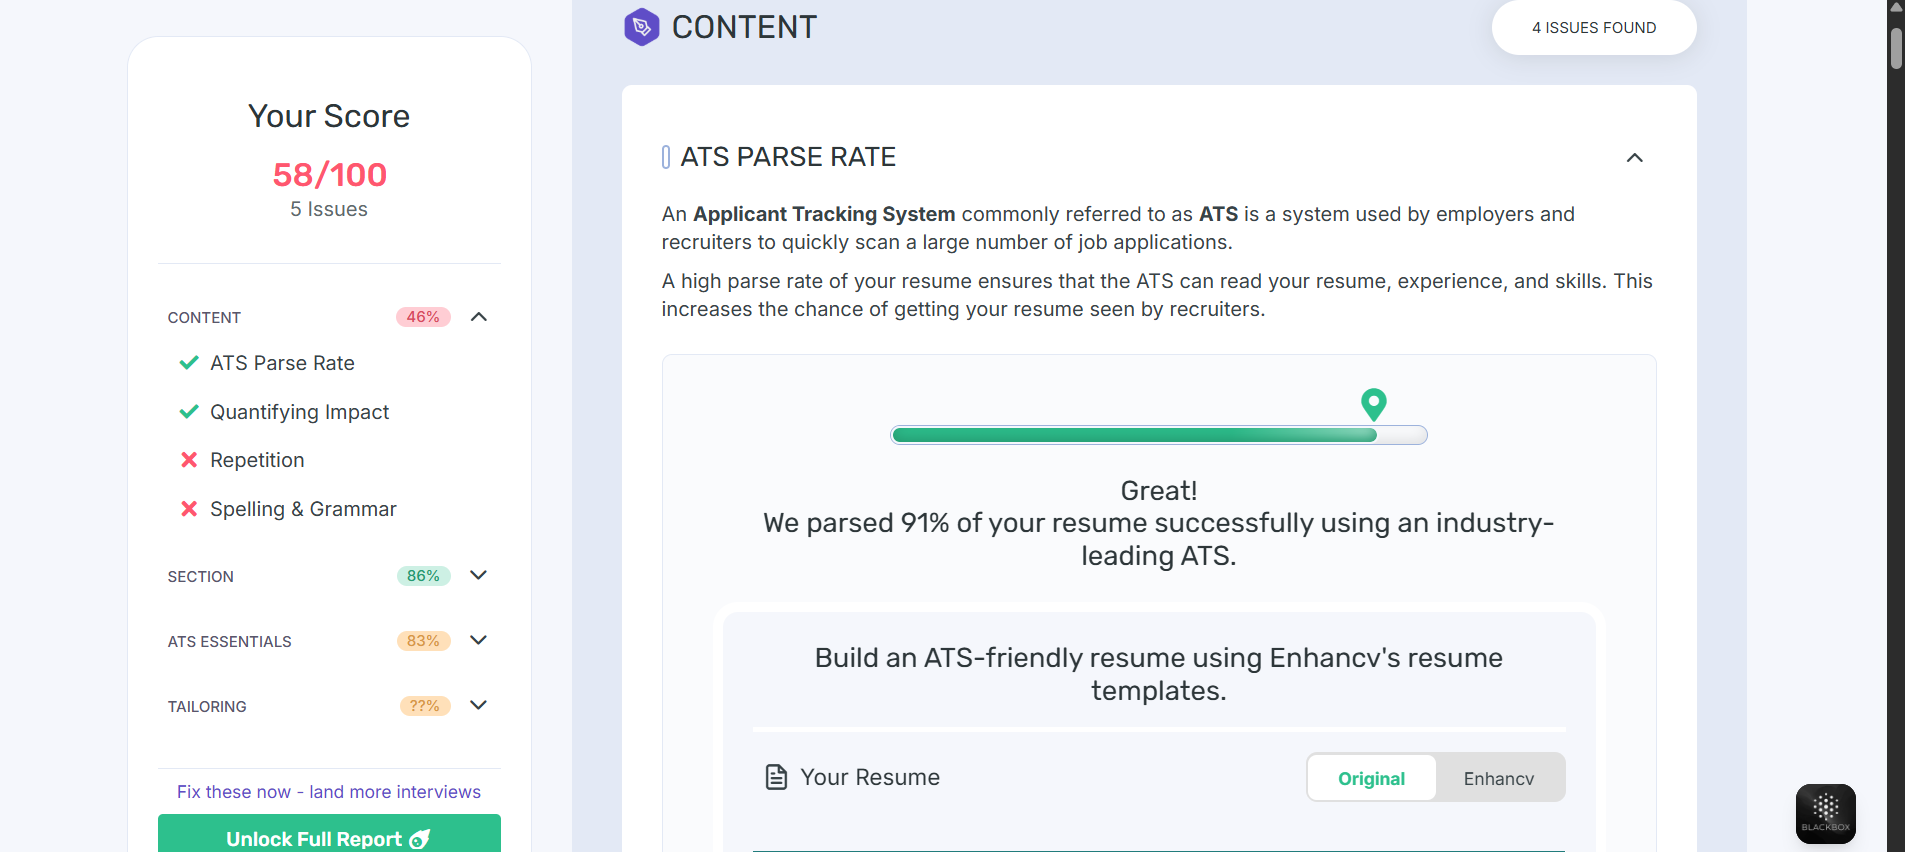 Your Score
58/100
5 Issues
CONTENT 46%
ATS Parse Rate
Quantifying Impact
Repetition
Spelling & Grammar
SECTION 86%
ATS ESSENTIALS 83%
TAILORING ??%
Fix these now - land more interviews
Unlock Full Report
CONTENT
4 ISSUES FOUND
ATS PARSE RATE
An Applicant Tracking System commonly referred to as ATS is a system used by employers and
recruiters to quickly scan a large number of job applications.
A high parse rate of your resume ensures that the ATS can read your resume, experience, and skills. This
increases the chance of getting your resume seen by recruiters.
Great!
We parsed 91% of your resume successfully using an industry-
leading ATS.
Build an ATS-friendly resume using Enhancv's resume
templates.
Your Resume
Original Enhancv
BLACKBOX